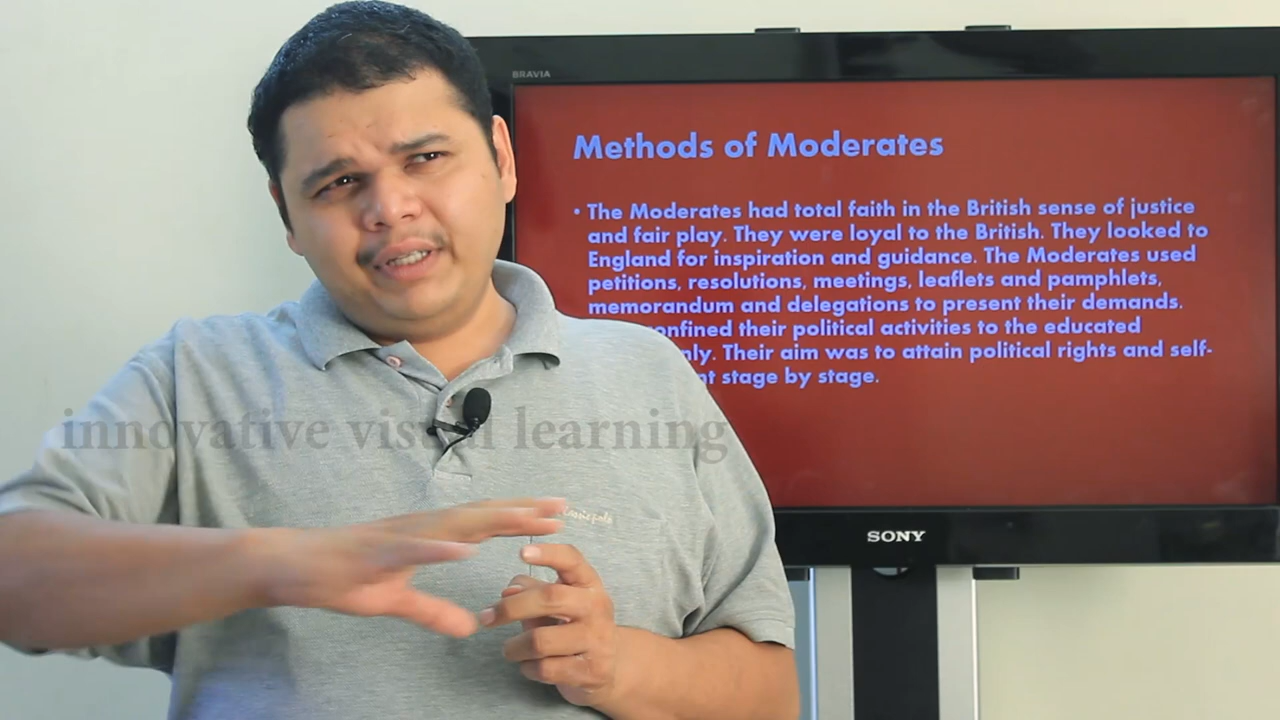 BRAVIA
Methods of Moderates
• The Moderates had total faith in the British sense of justice
and fair play. They were loyal to the British. They looked to
England for inspiration and guidance. The Moderates used
petitions, resolutions, meetings, leaflets and pamphlets,
memorandum and delegations to present their demands.
onfined their political activities to the educated
nly. Their aim was to attain political rights and self-
nt stage by stage.
innovative visual learning
SONY